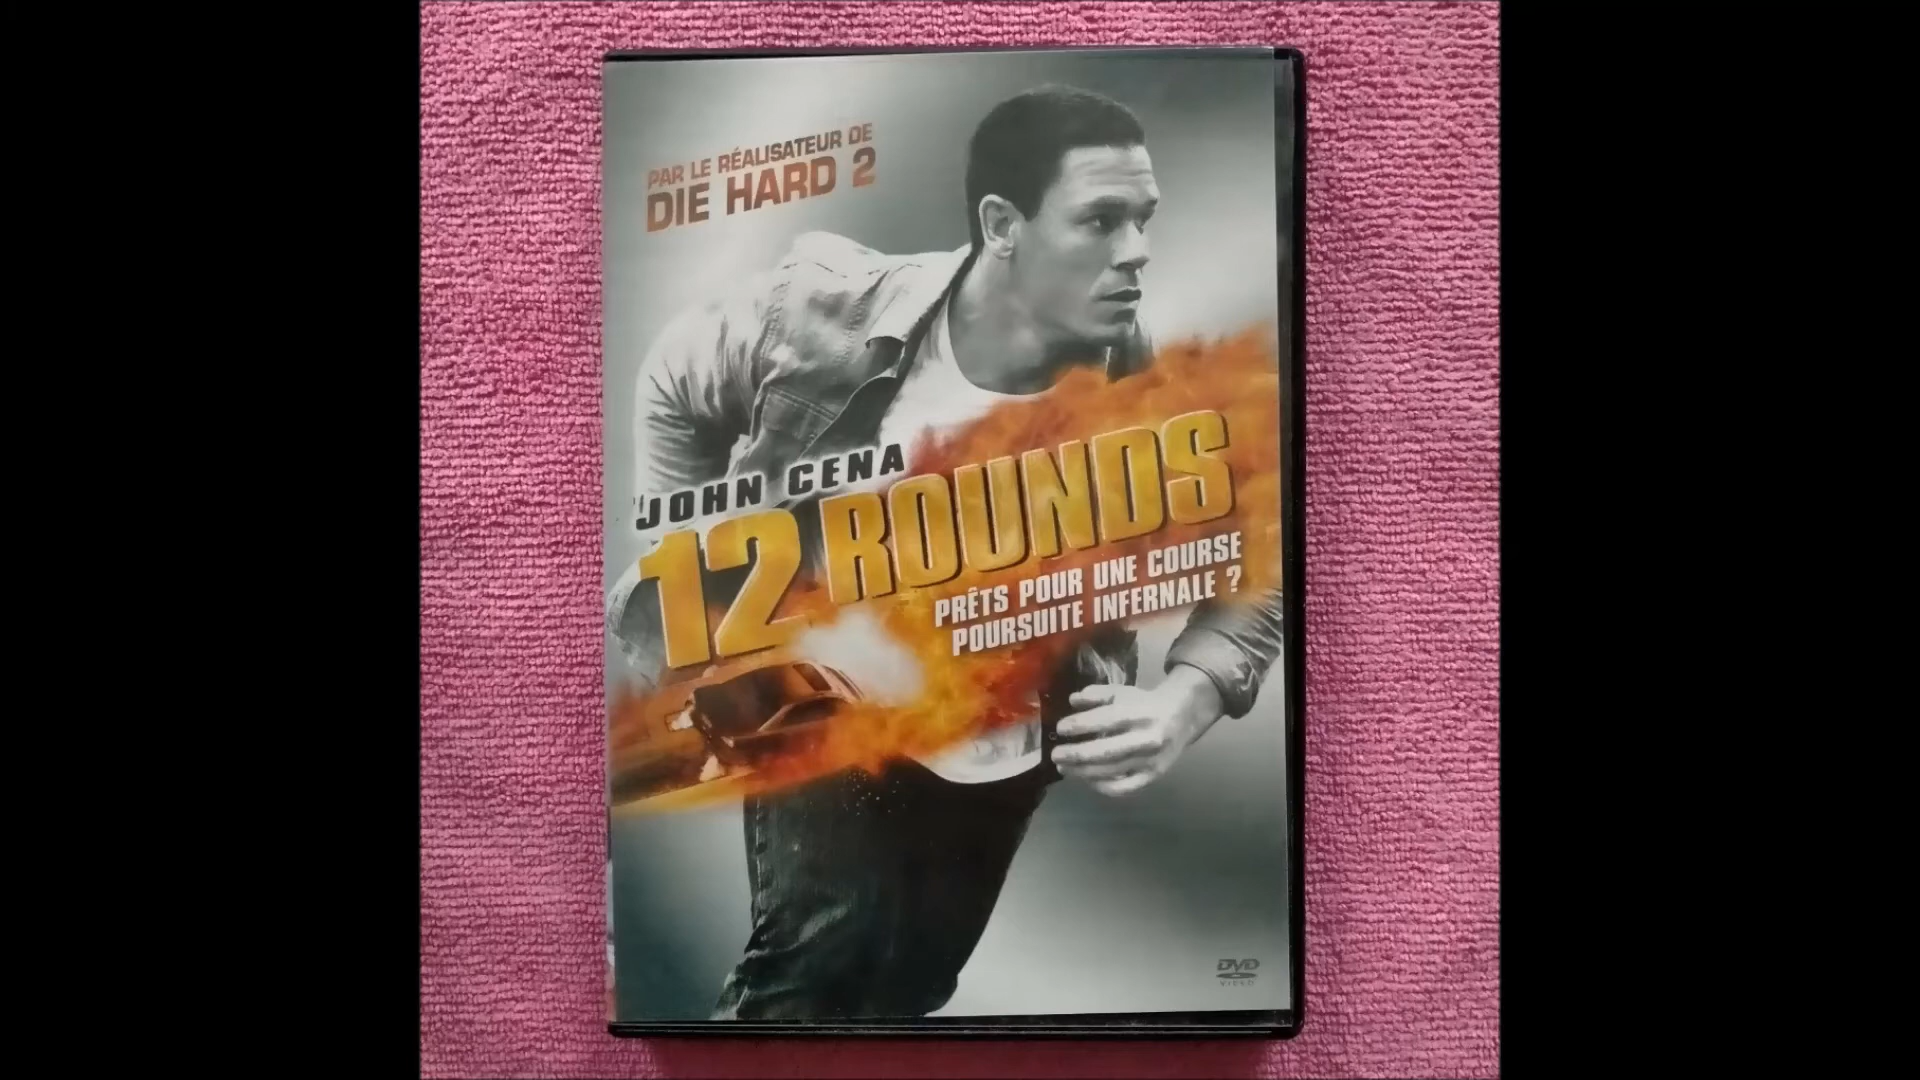 PAR LE RÉALISATEUR DE
DIE HARD 2
JOHN CENA
12 ROUNDS
PRÊTS POUR UNE COURSE
POURSUITE INFERNALE ?
DVD
VIDEO